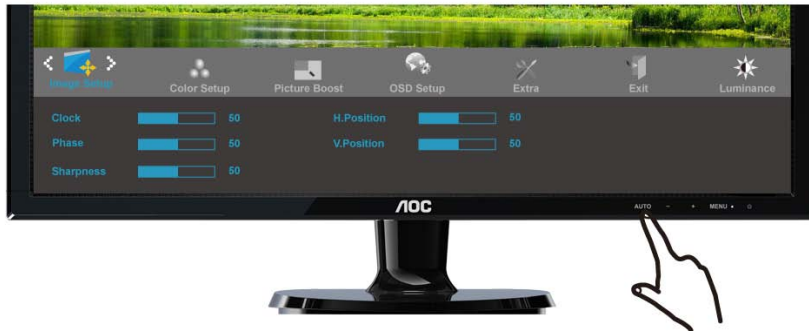 Image Setup
Color Setup
Picture Boost
OSD Setup
Extra
Exit
Luminance
Clock 50 H.Position 50
Phase 50 V.Position 50
Sharpness 50
AOC
AUTO - + MENU